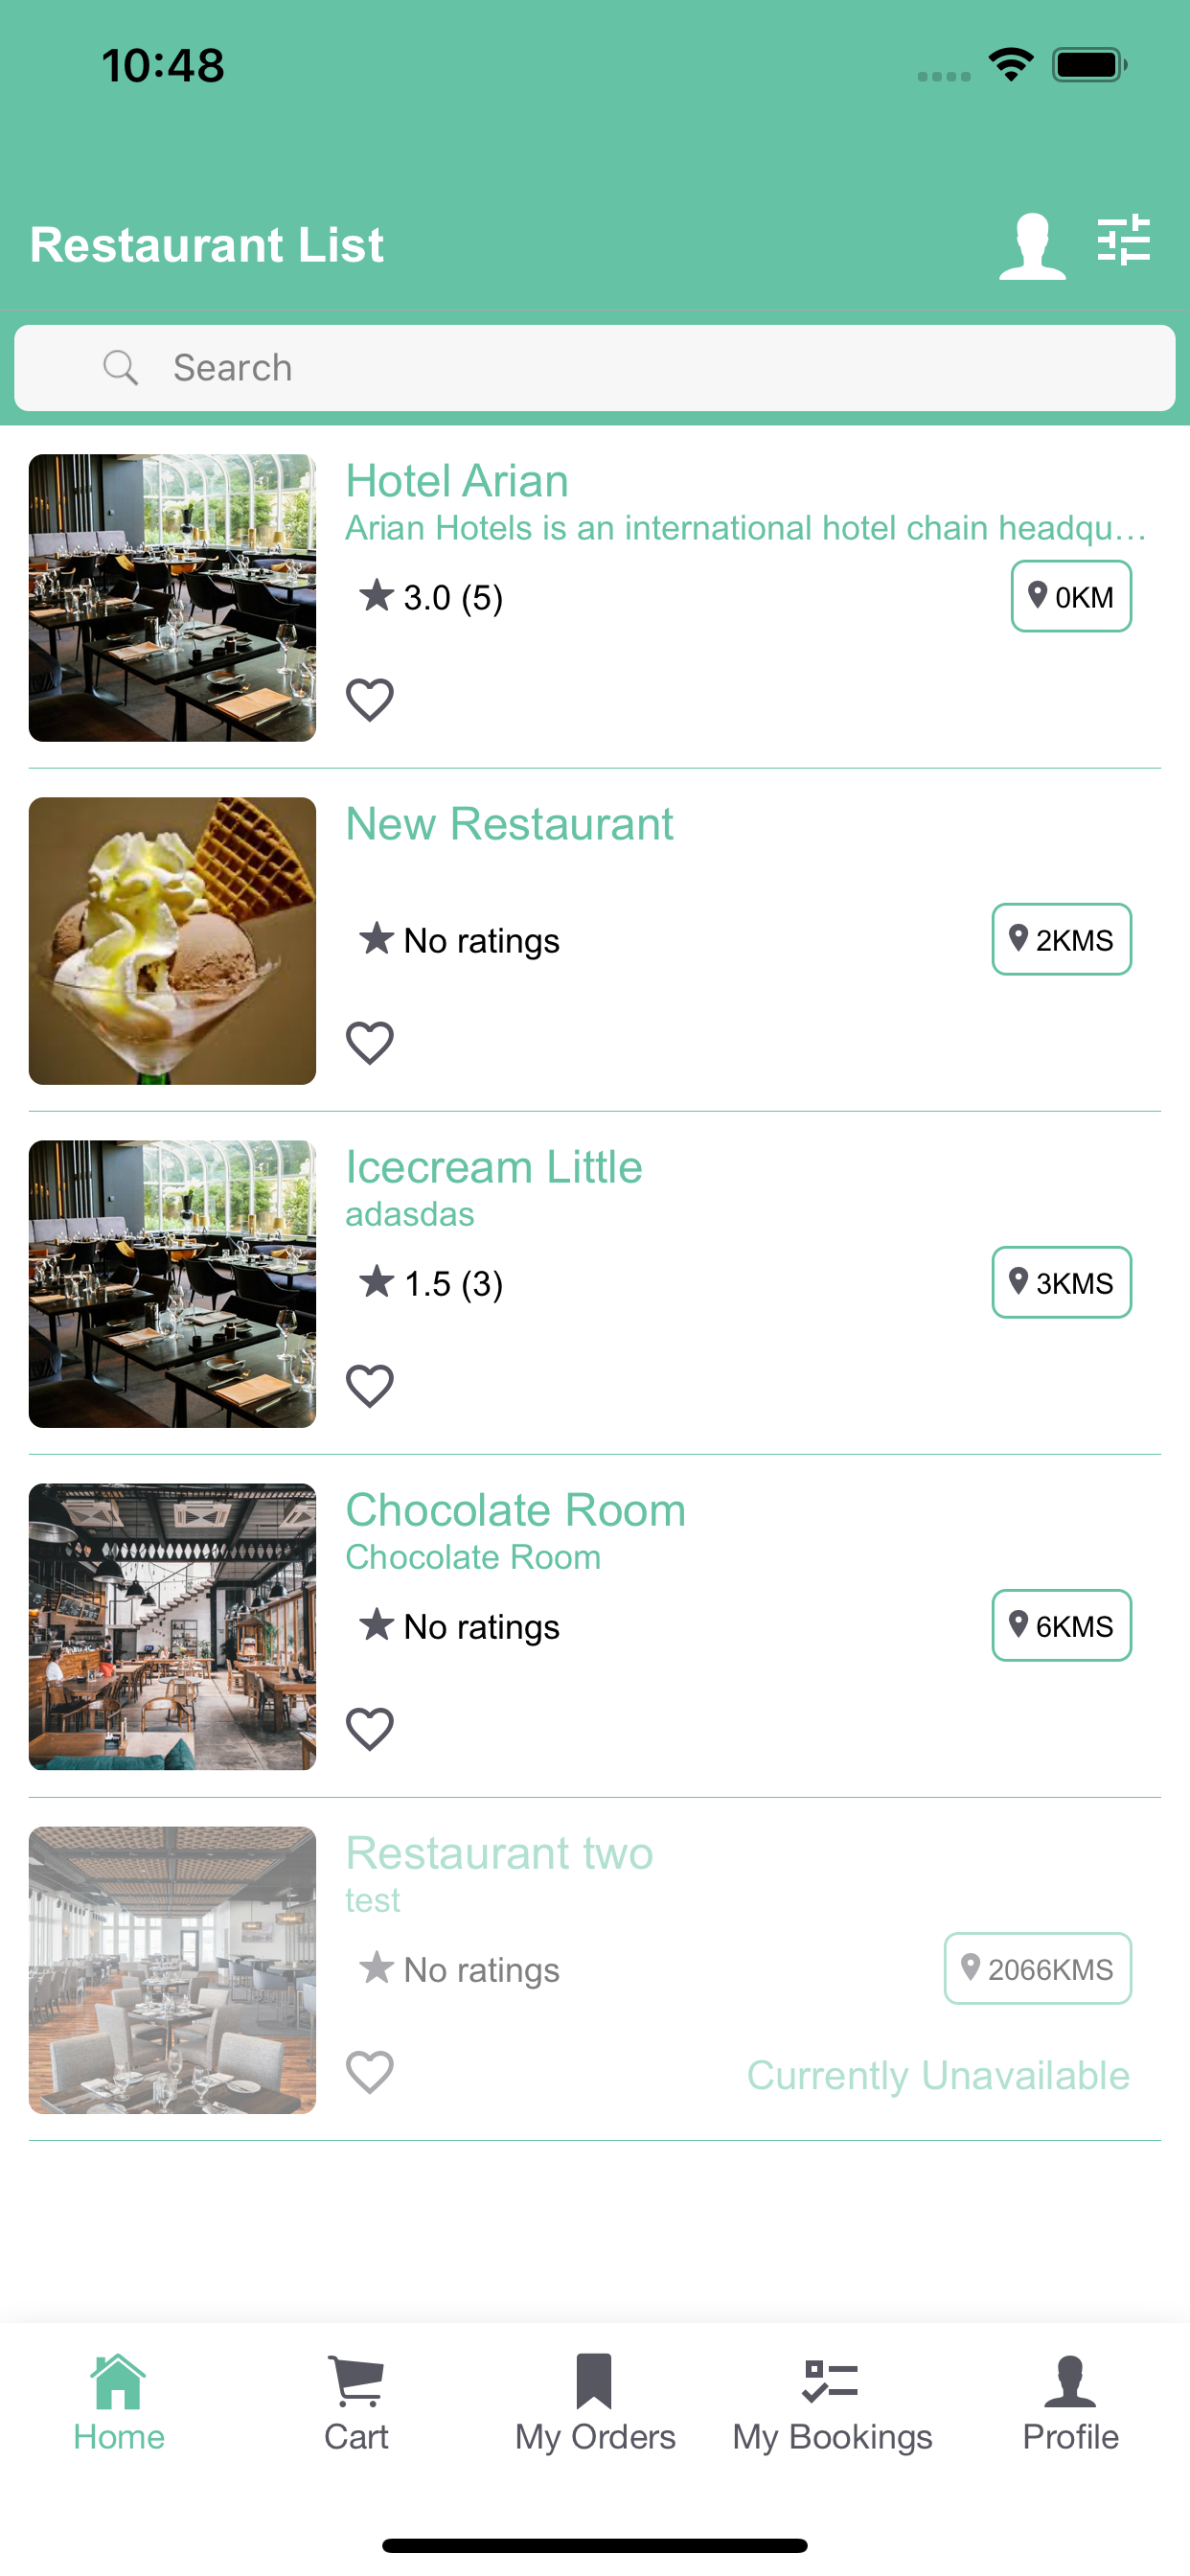 10:48
Restaurant List
Search
Hotel Arian
Arian Hotels is an international hotel chain headqu...
3.0 (5)
0KM
New Restaurant
No ratings
2KMS
Icecream Little
adasdas
1.5 (3)
3KMS
Chocolate Room
Chocolate Room
No ratings
6KMS
Restaurant two
test
No ratings
2066KMS
Currently Unavailable
Home
Cart
My Orders
My Bookings
Profile